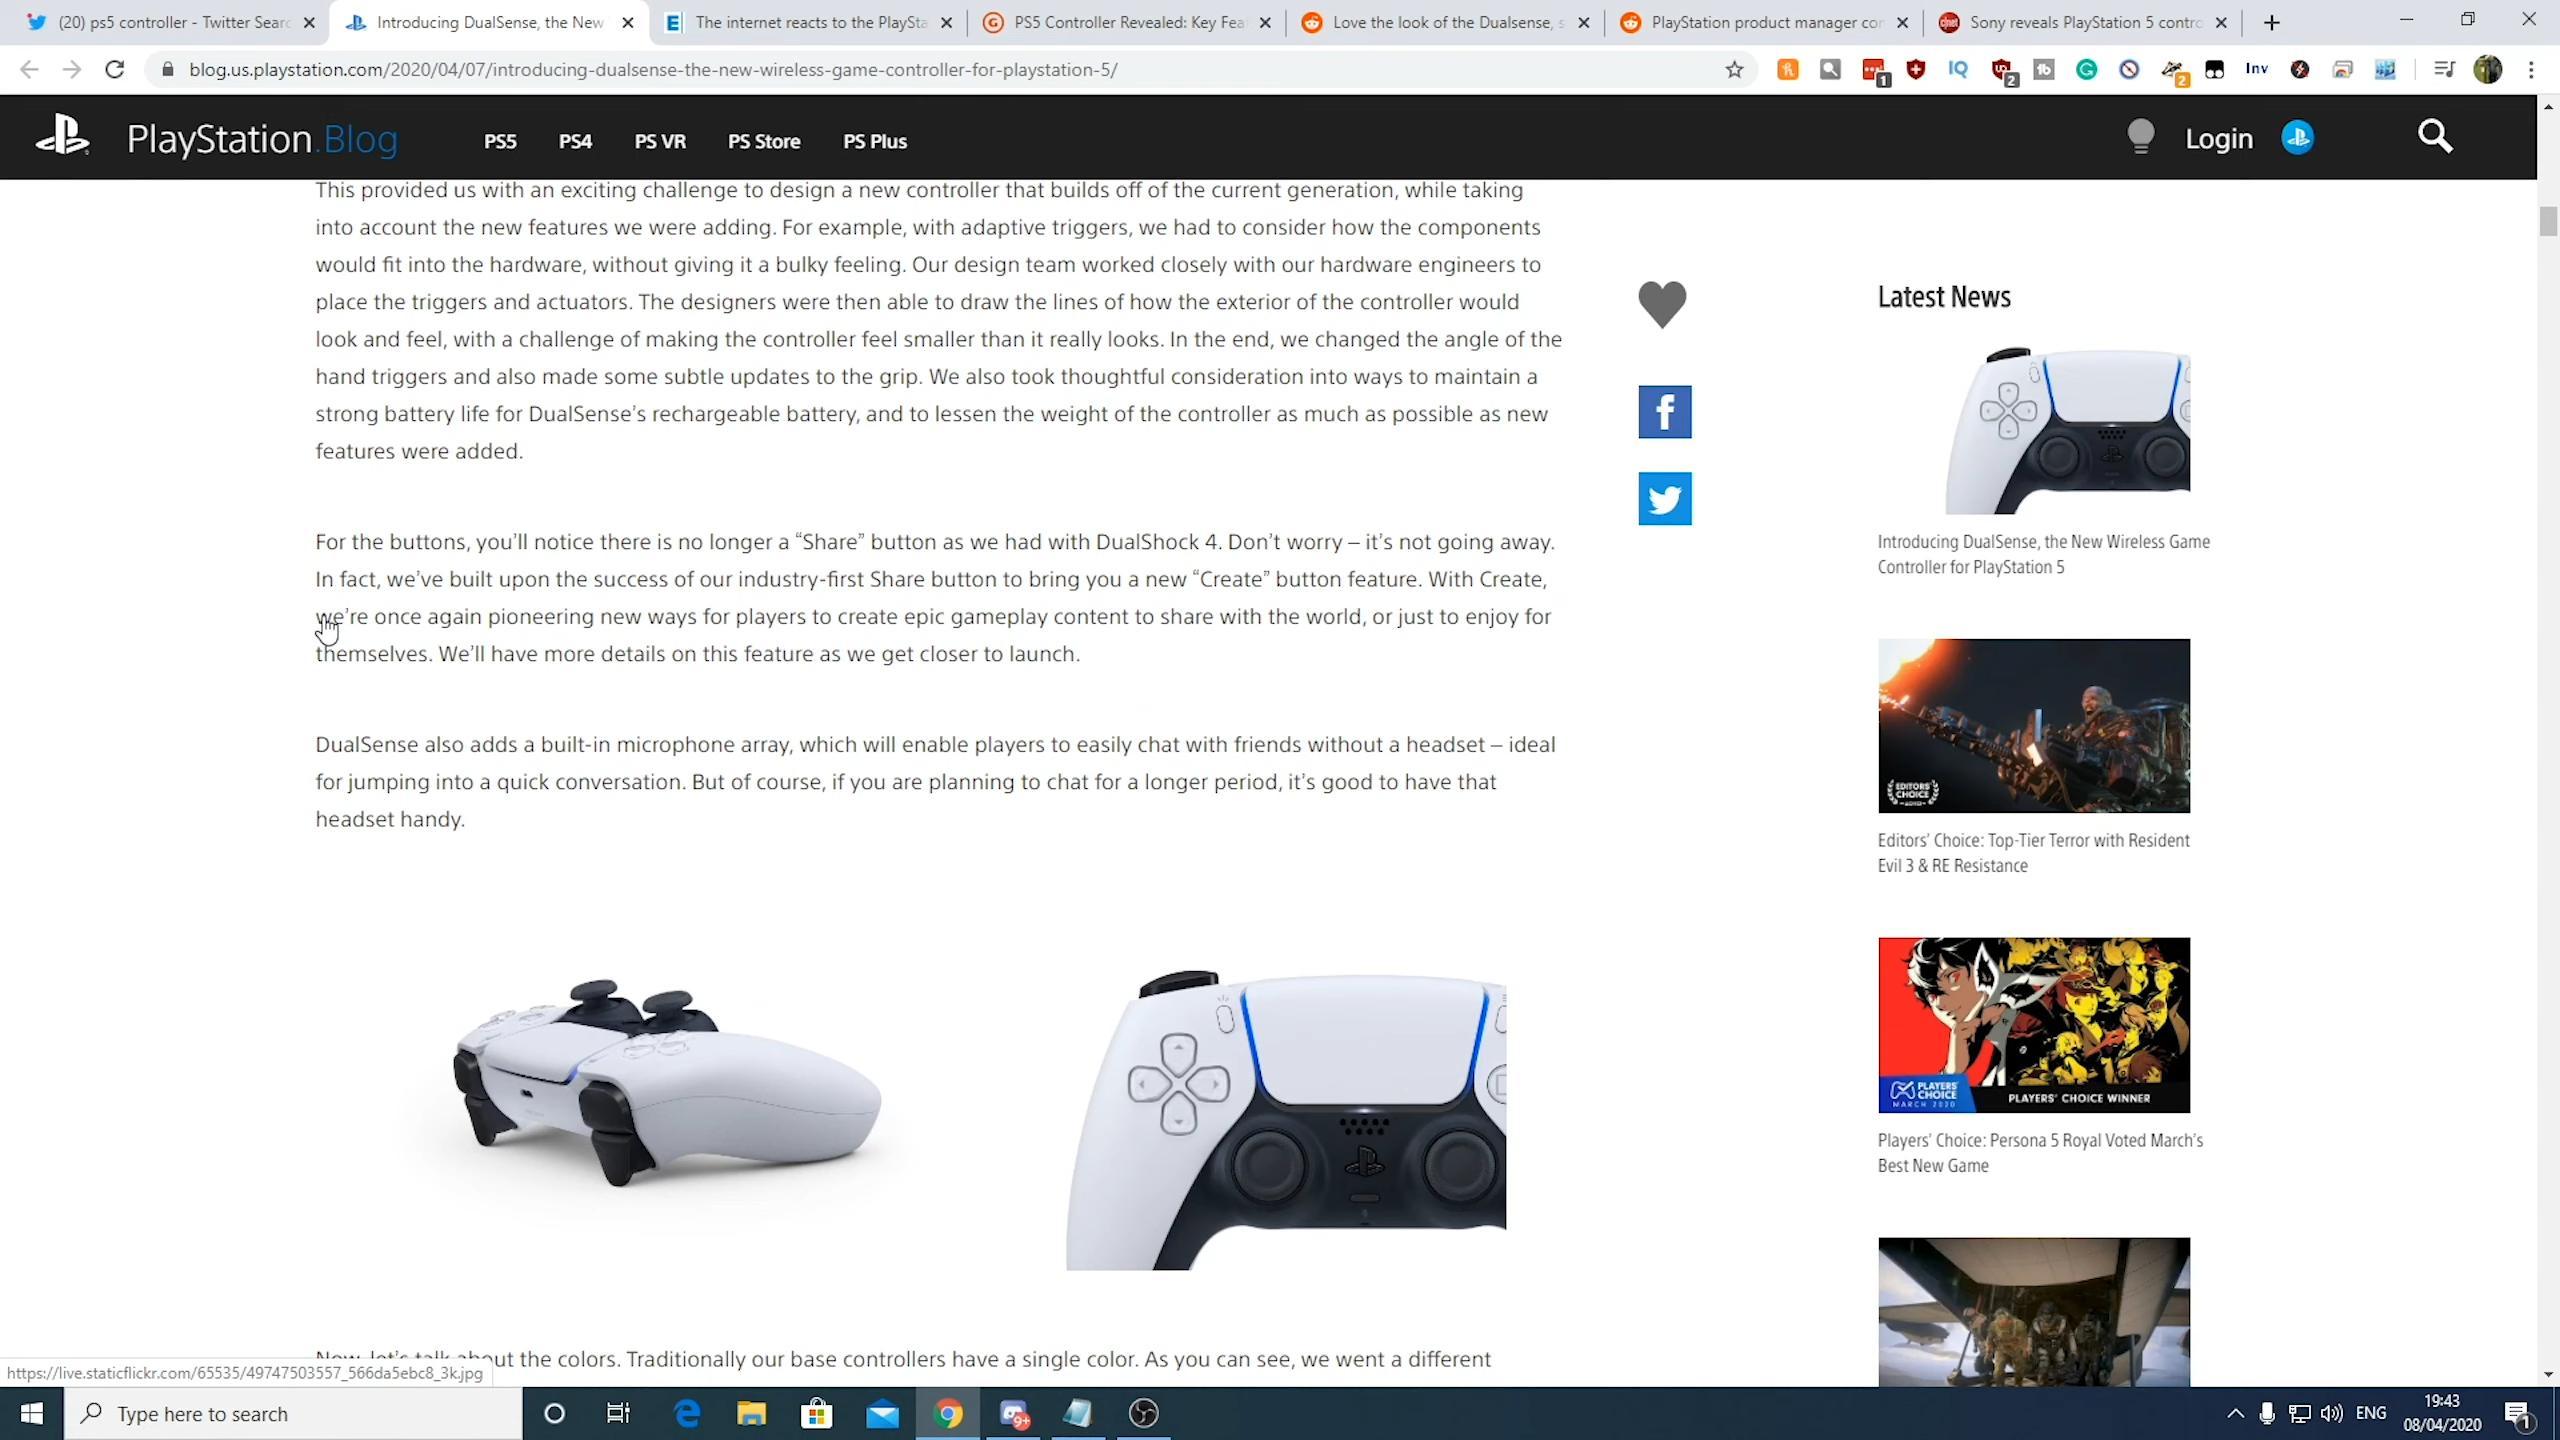 (20) ps5 controller - Twitter Searc
Introducing DualSense, the New
The internet reacts to the PlaySta
PS5 Controller Revealed: Key Fea
Love the look of the Dualsense, s
PlayStation product manager con
Sony reveals PlayStation 5 contro
blog.us.playstation.com/2020/04/07/introducing-dualsense-the-new-wireless-game-controller-for-playstation-5/
PlayStation.Blog
PS5
PS4
PS VR
PS Store
PS Plus
Login
This provided us with an exciting challenge to design a new controller that builds off of the current generation, while taking
into account the new features we were adding. For example, with adaptive triggers, we had to consider how the components
would fit into the hardware, without giving it a bulky feeling. Our design team worked closely with our hardware engineers to
place the triggers and actuators. The designers were then able to draw the lines of how the exterior of the controller would
look and feel, with a challenge of making the controller feel smaller than it really looks. In the end, we changed the angle of the
hand triggers and also made some subtle updates to the grip. We also took thoughtful consideration into ways to maintain a
strong battery life for DualSense's rechargeable battery, and to lessen the weight of the controller as much as possible as new
features were added.
For the buttons, you'll notice there is no longer a “Share” button as we had with DualShock 4. Don't worry – it's not going away.
In fact, we've built upon the success of our industry-first Share button to bring you a new “Create” button feature. With Create,
we're once again pioneering new ways for players to create epic gameplay content to share with the world, or just to enjoy for
themselves. We'll have more details on this feature as we get closer to launch.
DualSense also adds a built-in microphone array, which will enable players to easily chat with friends without a headset – ideal
for jumping into a quick conversation. But of course, if you are planning to chat for a longer period, it's good to have that
headset handy.
Now, let's talk about the colors. Traditionally our base controllers have a single color. As you can see, we went a different
Latest News
Introducing DualSense, the New Wireless Game
Controller for PlayStation 5
EDITORS' CHOICE
Editors' Choice: Top-Tier Terror with Resident
Evil 3 & RE Resistance
PLAYERS' CHOICE
MARCH 2020
PLAYERS' CHOICE WINNER
Players' Choice: Persona 5 Royal Voted March's
Best New Game
https://live.staticflickr.com/65535/49747503557_566da5ebc8_3k.jpg
Type here to search
9+
ENG
19:43
08/04/2020
1